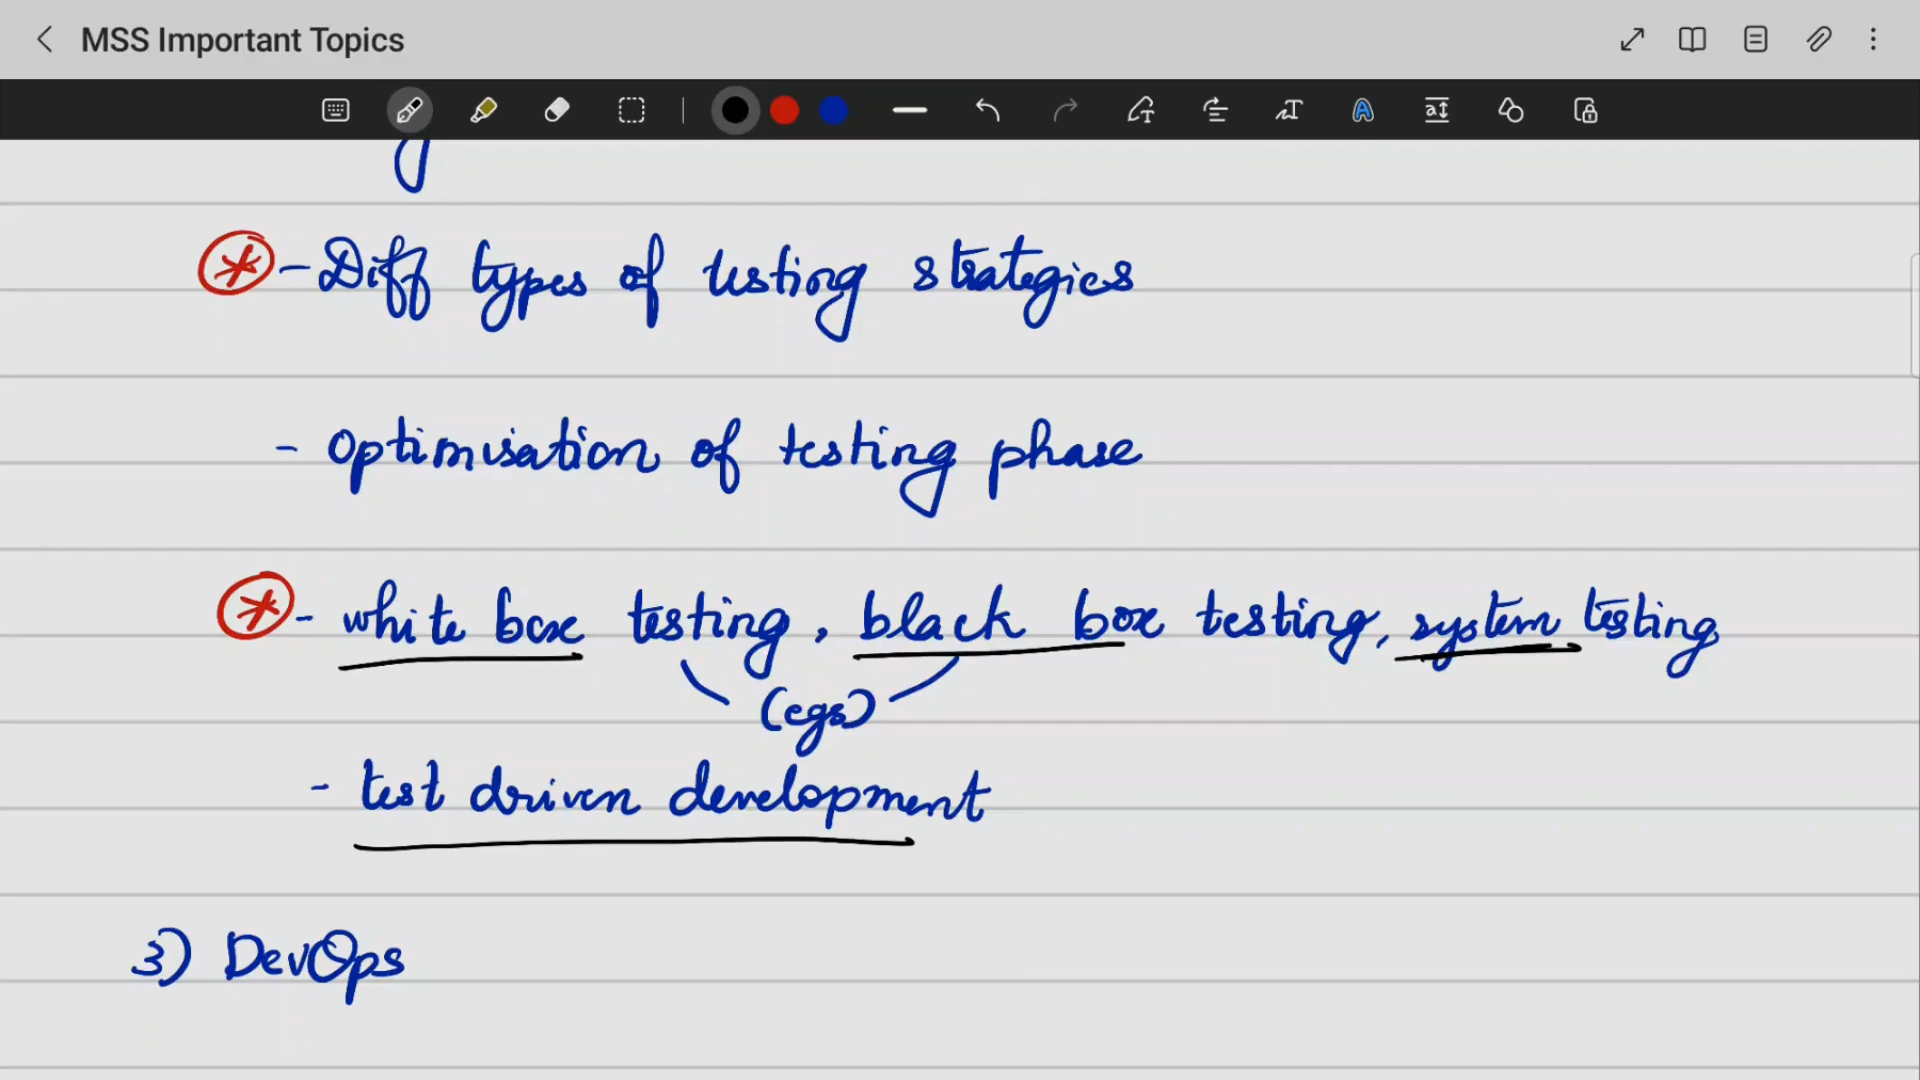 MSS Important Topics
- Diff types of testing strategies
- Optimisation of testing phase
- white box testing, black box testing, system testing
(egs)
- test driven development
3) DevOps